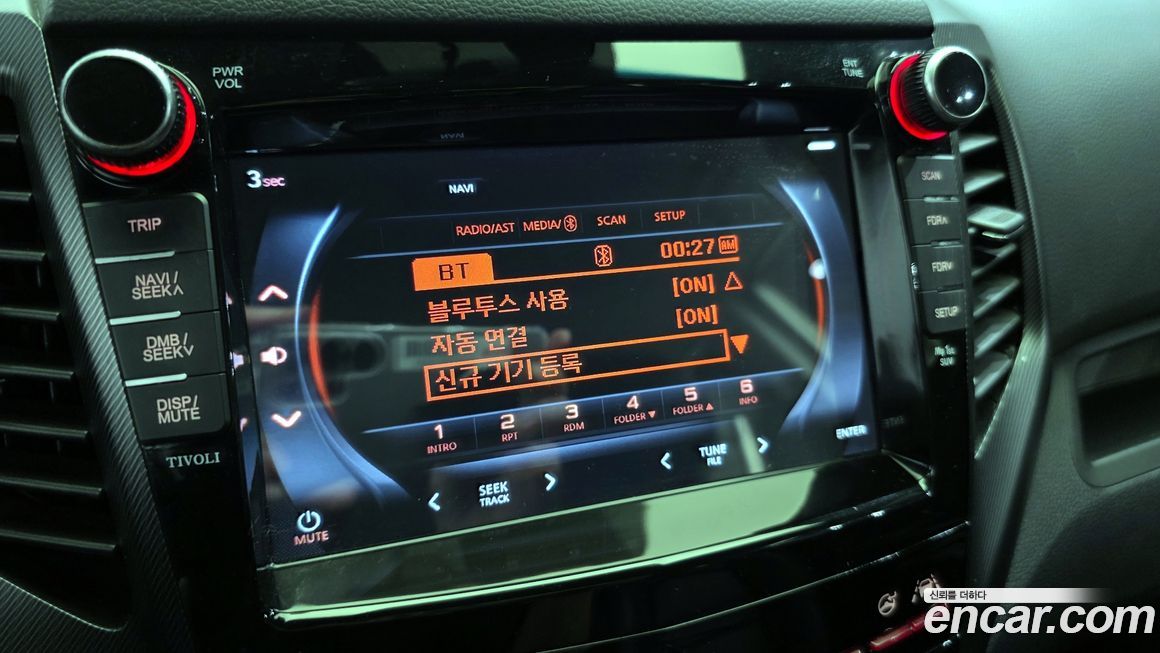 PWR
VOL
ENT
TUNE
TRIP
NAVI /
SEEK∧
DMB /
SEEK∨
DISP/
MUTE
TIVOLI
3sec
NAVI
RADIO/AST MEDIA/ SCAN SETUP
BT 00:27 AM
블루투스 사용 [ON] △
자동 연결 [ON]
신규 기기 등록 ▼
1 INTRO
2 RPT
3 RDM
4 FOLDER ▼
5 FOLDER ▲
6 INFO
< SEEK TRACK >
< TUNE FILE >
ENTER
MUTE
SCAN
FDR∧
FDR∨
SETUP
My 1st
SUV
신뢰를 더하다
encar.com